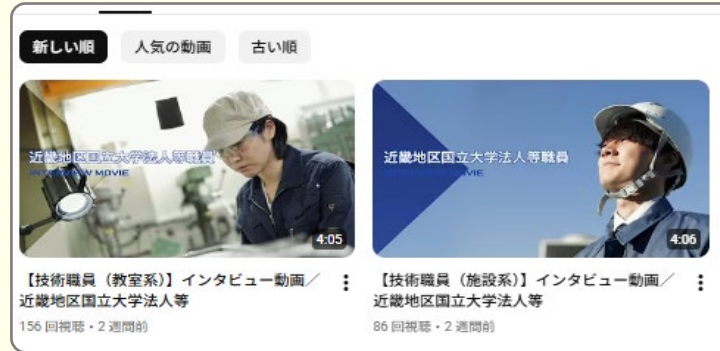 新しい順
人気の動画
古い順
近畿地区国立大学法人等職員
INTERVIEW MOVIE
4:05
近畿地区国立大学法人等職員
INTERVIEW MOVIE
4:06
【技術職員（教室系）】インタビュー動画／
近畿地区国立大学法人等
156 回視聴・2 週間前
【技術職員（施設系）】インタビュー動画／
近畿地区国立大学法人等
86 回視聴・2 週間前